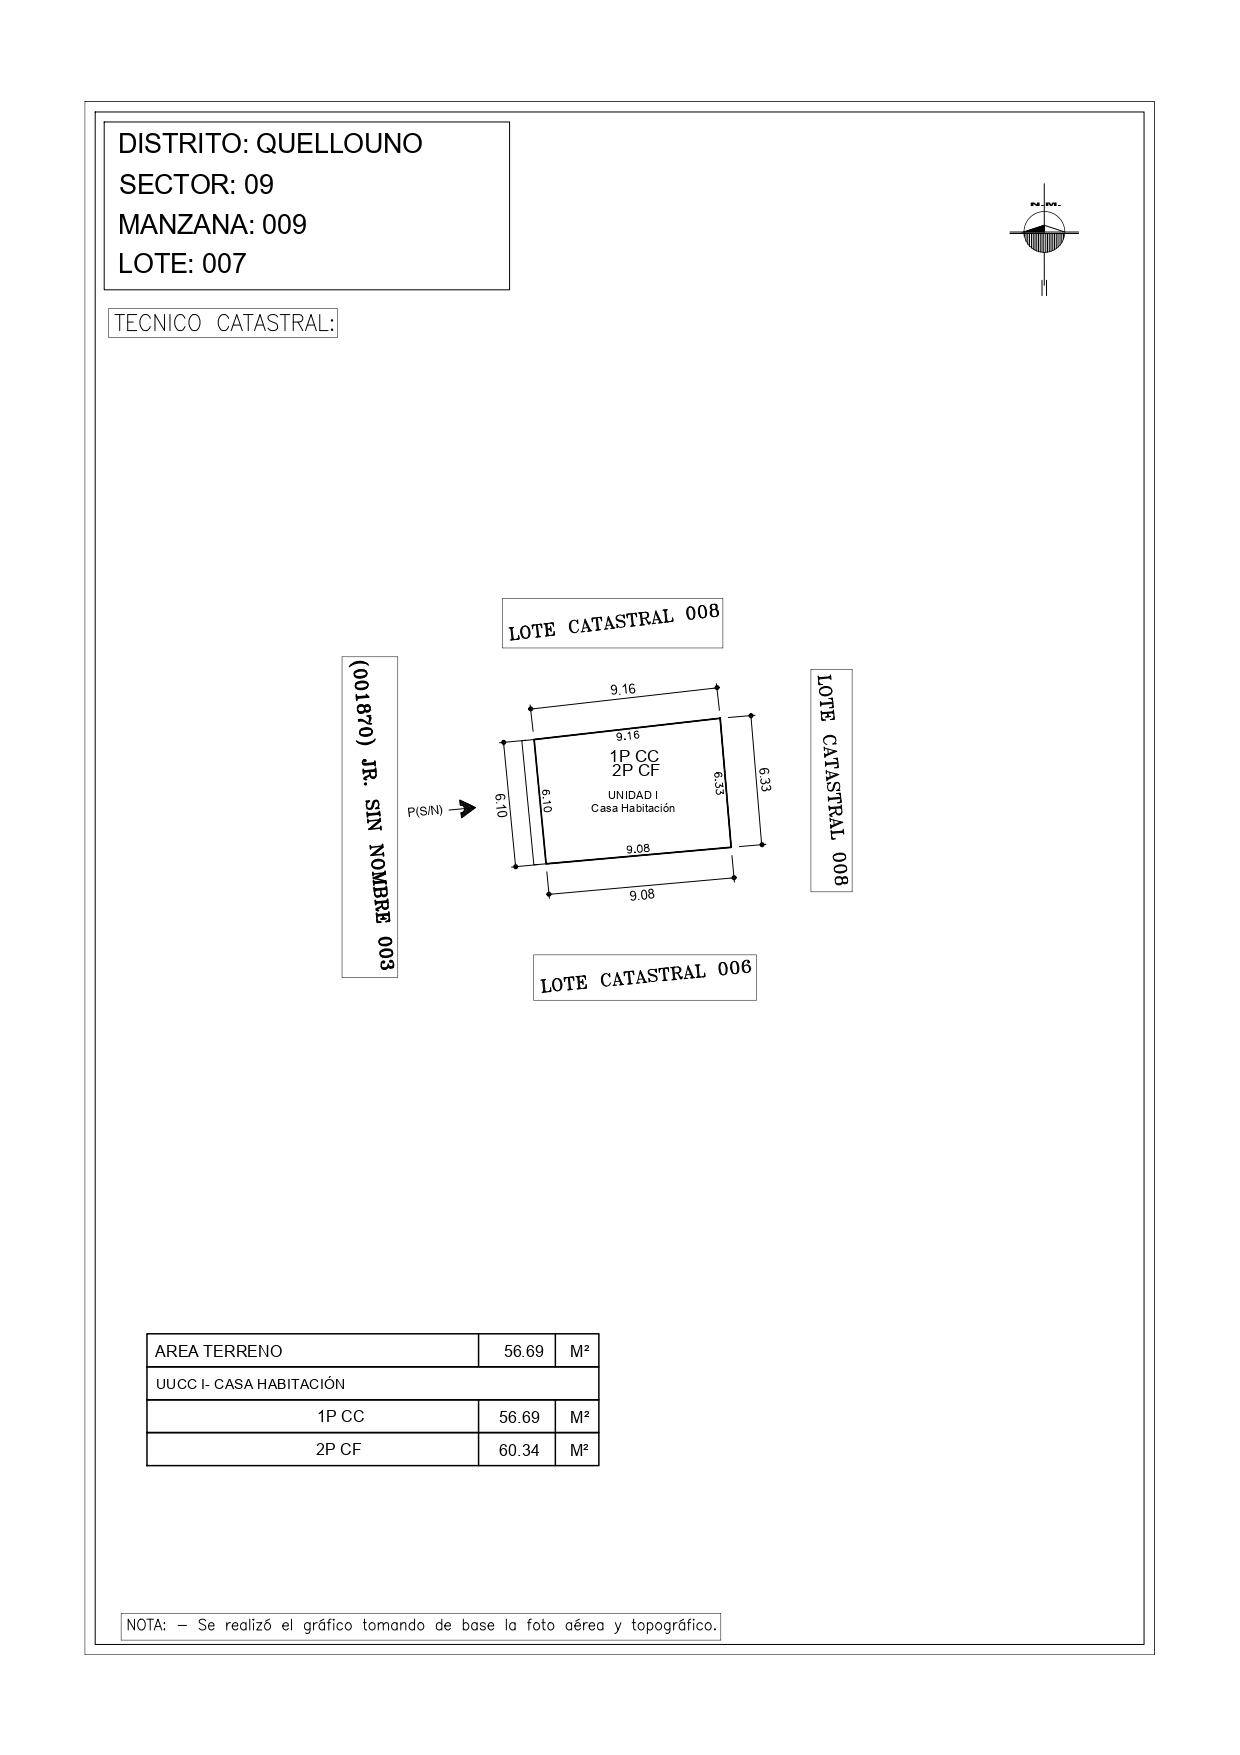 DISTRITO: QUELLOUNO
SECTOR: 09
MANZANA: 009
LOTE: 007
N.M.
TECNICO CATASTRAL:
LOTE CATASTRAL 008
(001870) JR. SIN NOMBRE 003
LOTE CATASTRAL 008
9.16
9.16
1P CC
2P CF
UNIDAD I
Casa Habitación
6.10
6.10
6.33
6.33
P(S/N)
9.08
9.08
LOTE CATASTRAL 006
AREA TERRENO 56.69 M²
UUCC I- CASA HABITACIÓN
1P CC 56.69 M²
2P CF 60.34 M²
NOTA: – Se realizó el gráfico tomando de base la foto aérea y topográfico.